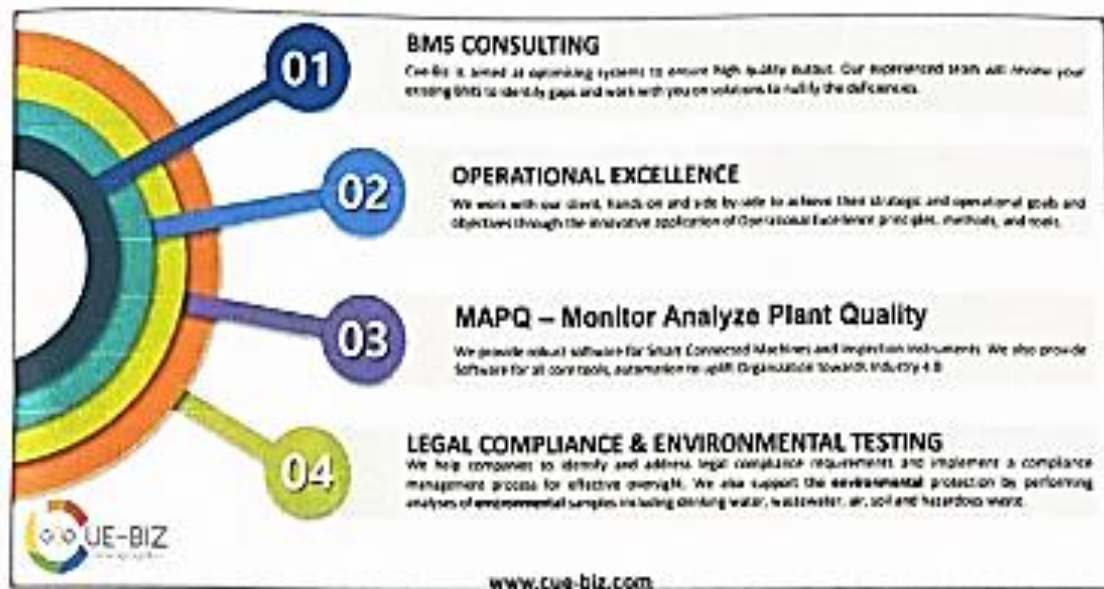 01
BMS CONSULTING
Cue-Biz is aimed at optimising systems to ensure high quality output. Our experienced team will review your
existing BMS to identify gaps and work with you on solutions to nullify the deficiencies.
02
OPERATIONAL EXCELLENCE
We work with our client, hands on and side by side to achieve their strategic and operational goals and
objectives through the innovative application of Operational Excellence principles, methods, and tools.
03
MAPQ – Monitor Analyze Plant Quality
We provide robust software for Smart Connected Machines and Inspection Instruments. We also provide
Software for all core tools, automation to uplift Organization towards Industry 4.0
04
LEGAL COMPLIANCE & ENVIRONMENTAL TESTING
We help companies to identify and address legal compliance requirements and implement a compliance
management process for effective oversight. We also support the environmental protection by performing
analyses of environmental samples including drinking water, wastewater, air, soil and hazardous waste.
CUE-BIZ
www.cue-biz.com